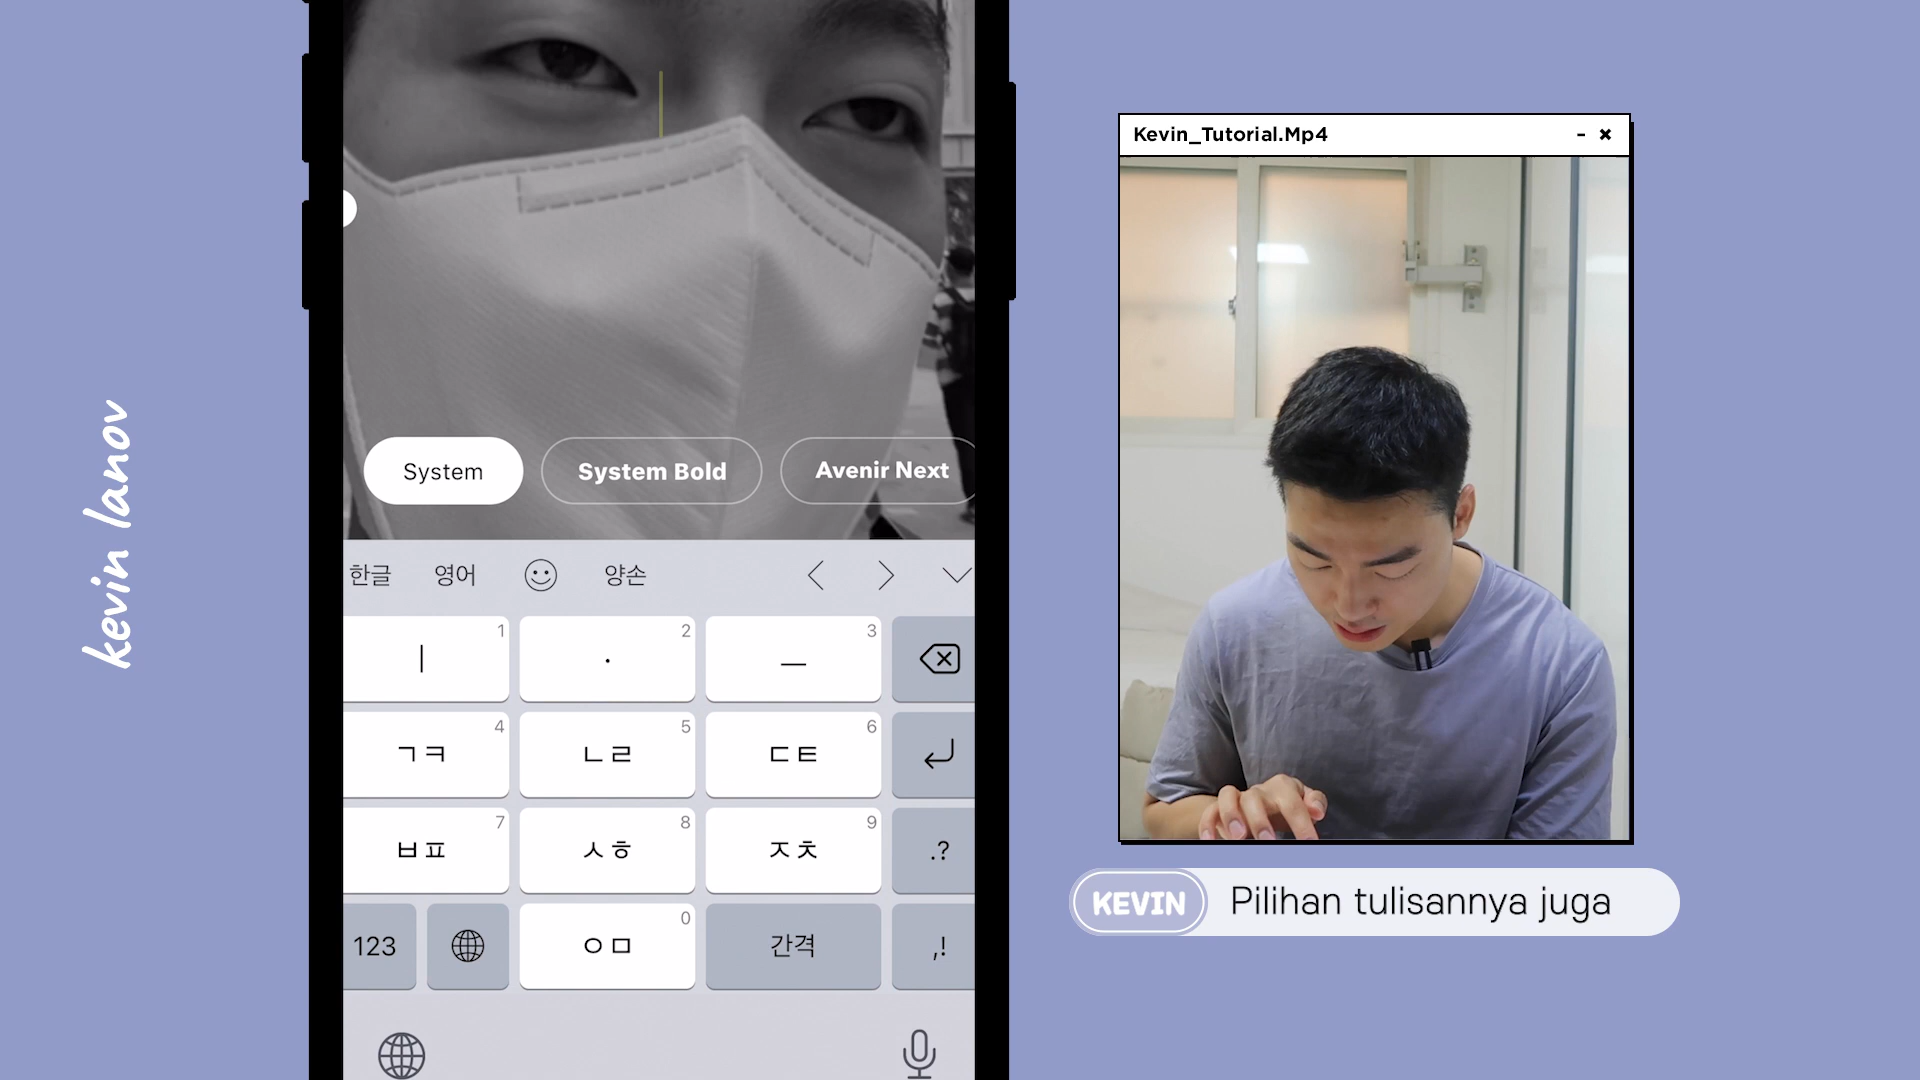 kevin lanov
System
System Bold
Avenir Next
한글
영어
양손
1
ㅣ
2
·
3
ㅡ
4
ㄱㅋ
5
ㄴㄹ
6
ㄷㅌ
7
ㅂㅍ
8
ㅅㅎ
9
ㅈㅊ
.?
123
0
ㅇㅁ
간격
,!
Kevin_Tutorial.Mp4
KEVIN Pilihan tulisannya juga